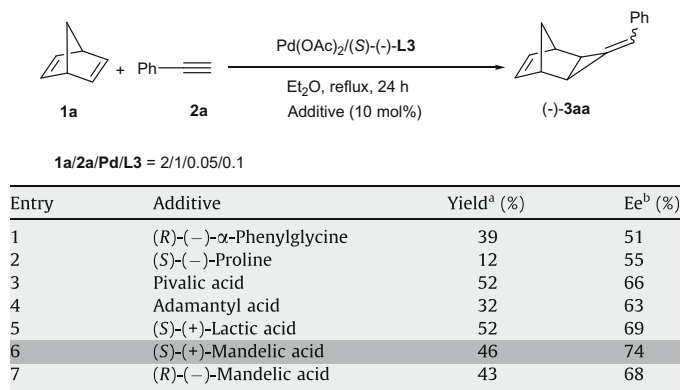 Ph
Pd(OAc)2/(S)-(-)-L3
+ Ph
Et2O, reflux, 24 h
1a 2a Additive (10 mol%) (-)-3aa
1a/2a/Pd/L3 = 2/1/0.05/0.1
Entry Additive Yieldᵃ (%) Eeᵇ (%)
1 (R)-(−)-α-Phenylglycine 39 51
2 (S)-(−)-Proline 12 55
3 Pivalic acid 52 66
4 Adamantyl acid 32 63
5 (S)-(+)-Lactic acid 52 69
6 (S)-(+)-Mandelic acid 46 74
7 (R)-(−)-Mandelic acid 43 68